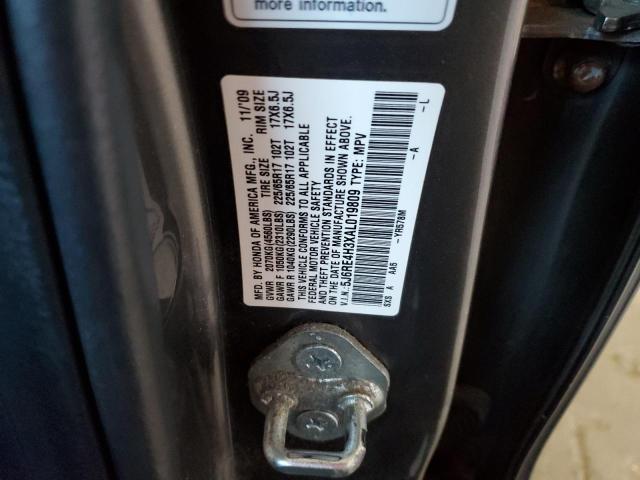 more information.
MFD. BY HONDA OF AMERICA MFG., INC. 11/'09
GVWR 2070KG(4560LBS) TIRE SIZE RIM SIZE
GAWR F 1050KG(2310LBS) 225/65R17 102T 17X6.5J
GAWR R 1040KG(2290LBS) 225/65R17 102T 17X6.5J
THIS VEHICLE CONFORMS TO ALL APPLICABLE
FEDERAL MOTOR VEHICLE SAFETY
AND THEFT PREVENTION STANDARDS IN EFFECT
ON THE DATE OF MANUFACTURE SHOWN ABOVE.
V.I.N.:5J6RE4H3XAL019809 TYPE: MPV
SXS A AA6 -YR578M -A -L